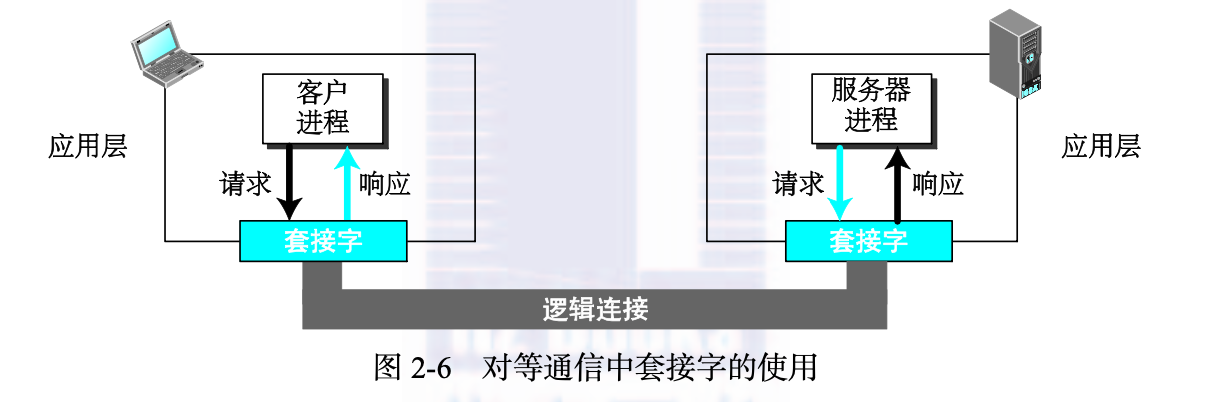 客户
进程
服务器
进程
应用层
应用层
请求
响应
请求
响应
套接字
套接字
逻辑连接
图 2-6 对等通信中套接字的使用